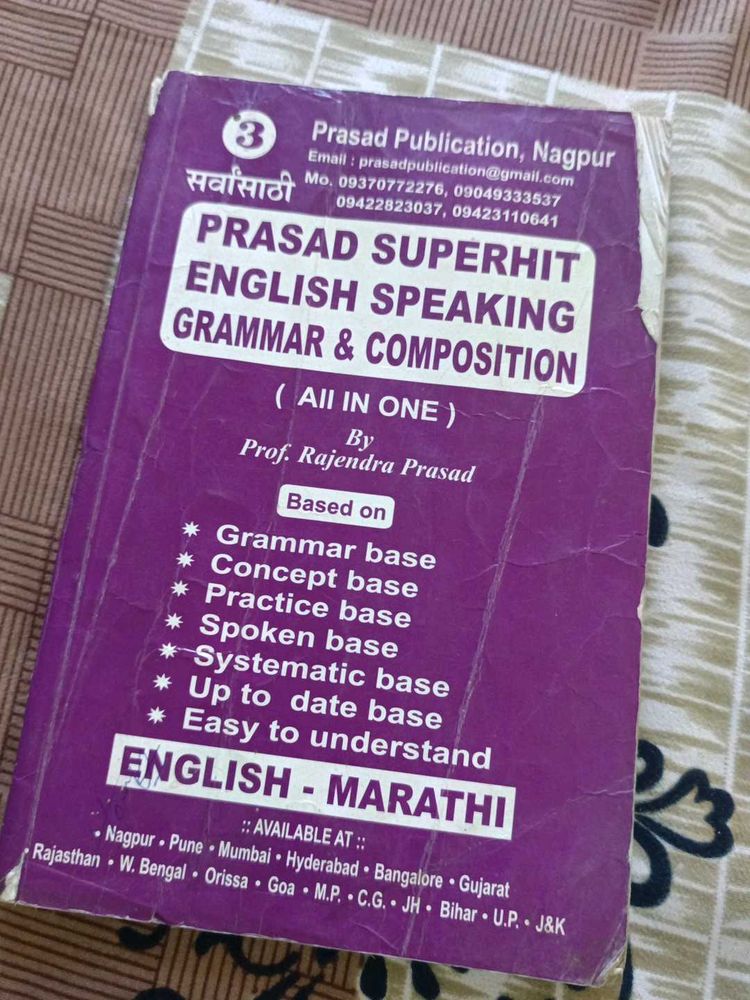 3
Prasad Publication, Nagpur
Email : prasadpublication@gmail.com
सर्वांसाठी
Mo. 09370772276, 09049333537
09422823037, 09423110641
PRASAD SUPERHIT
ENGLISH SPEAKING
GRAMMAR & COMPOSITION
( All IN ONE )
By
Prof. Rajendra Prasad
Based on
✷ Grammar base
✷ Concept base
✷ Practice base
✷ Spoken base
✷ Systematic base
✷ Up to date base
✷ Easy to understand
ENGLISH - MARATHI
:: AVAILABLE AT ::
• Nagpur • Pune • Mumbai • Hyderabad • Bangalore • Gujarat
• Rajasthan • W. Bengal • Orissa • Goa • M.P. • C.G. • JH • Bihar • U.P. • J&K